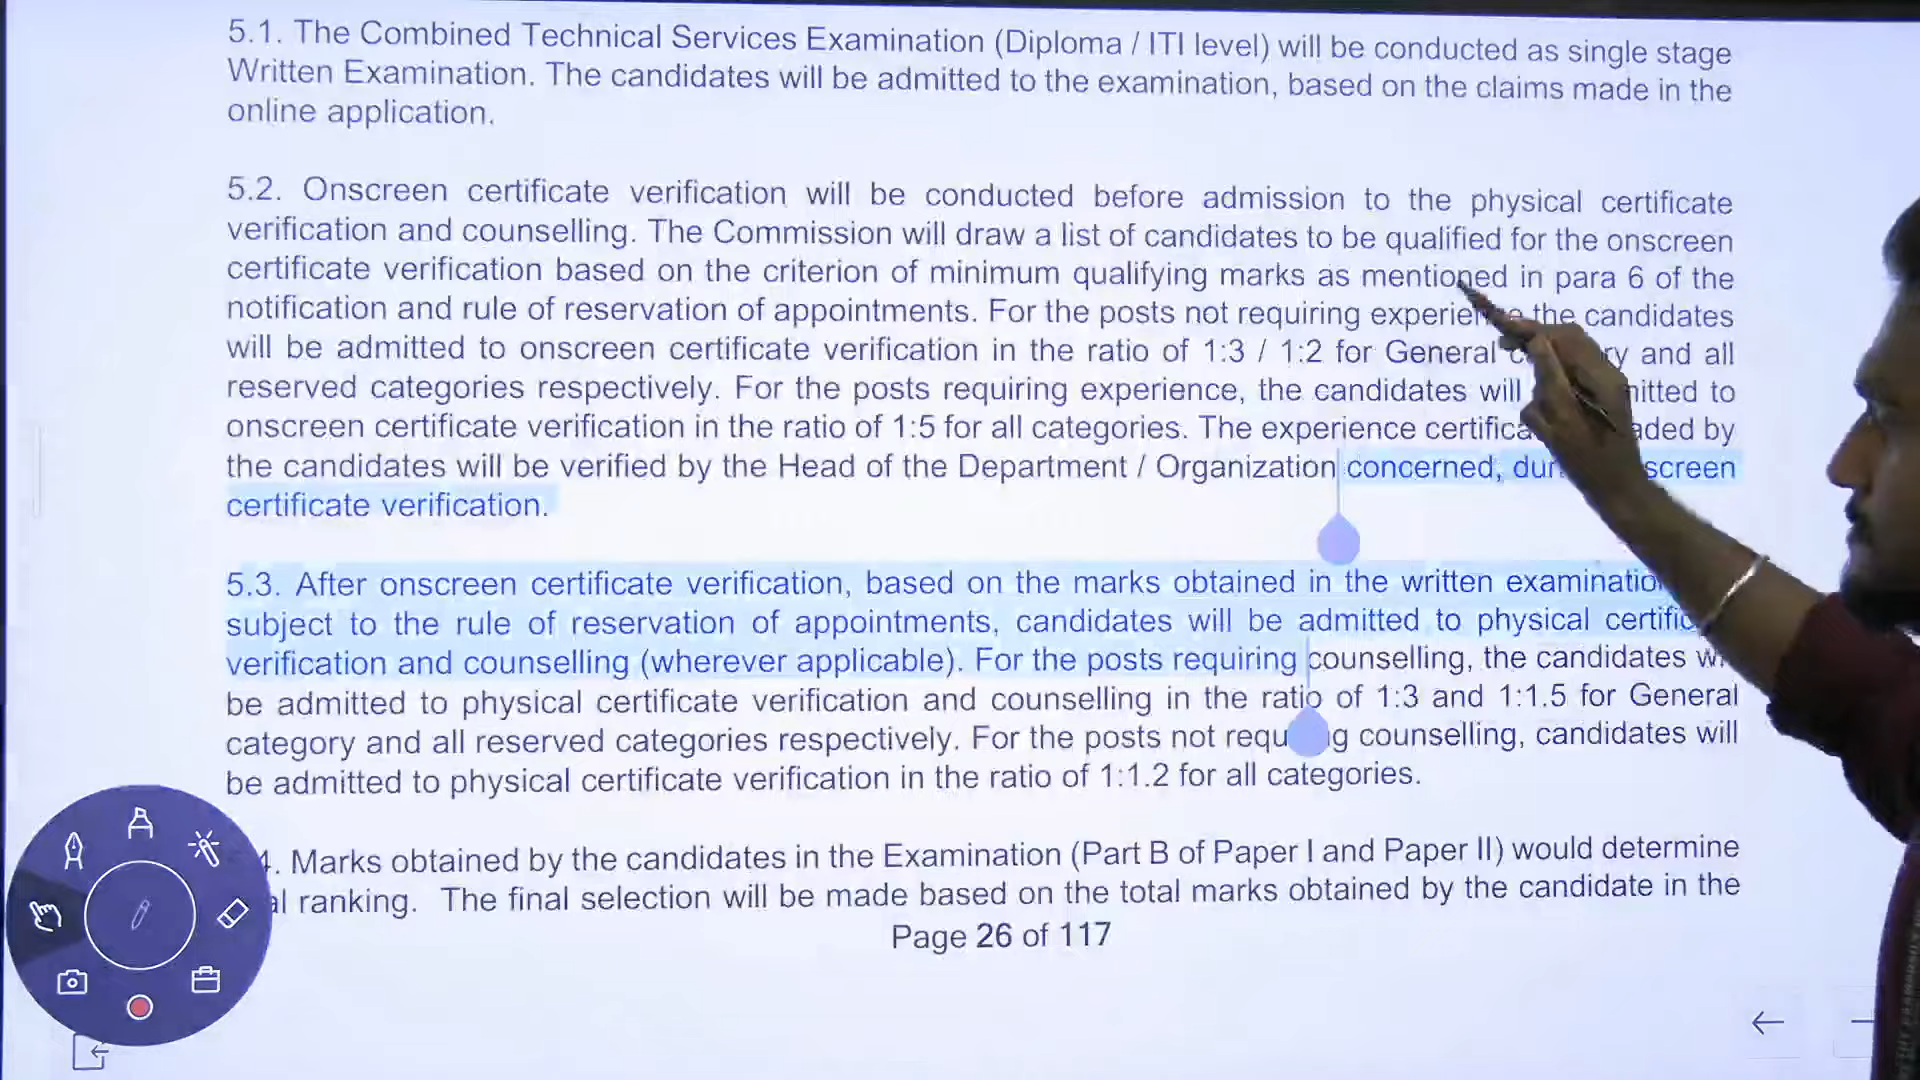 5.1. The Combined Technical Services Examination (Diploma / ITI level) will be conducted as single stage
Written Examination. The candidates will be admitted to the examination, based on the claims made in the
online application.
5.2. Onscreen certificate verification will be conducted before admission to the physical certificate
verification and counselling. The Commission will draw a list of candidates to be qualified for the onscreen
certificate verification based on the criterion of minimum qualifying marks as mentioned in para 6 of the
notification and rule of reservation of appointments. For the posts not requiring experience the candidates
will be admitted to onscreen certificate verification in the ratio of 1:3 / 1:2 for General and all
reserved categories respectively. For the posts requiring experience, the candidates will to
onscreen certificate verification in the ratio of 1:5 for all categories. The experience by
the candidates will be verified by the Head of the Department / Organization concerned,
certificate verification.
5.3. After onscreen certificate verification, based on the marks obtained in the written
subject to the rule of reservation of appointments, candidates will be admitted to physical
verification and counselling (wherever applicable). For the posts requiring counselling, the candidates
be admitted to physical certificate verification and counselling in the ratio of 1:3 and 1:1.5 for General
category and all reserved categories respectively. For the posts not counselling, candidates will
be admitted to physical certificate verification in the ratio of 1:1.2 for all categories.
4. Marks obtained by the candidates in the Examination (Part B of Paper I and Paper II) would determine
ranking. The final selection will be made based on the total marks obtained by the candidate in the
Page 26 of 117